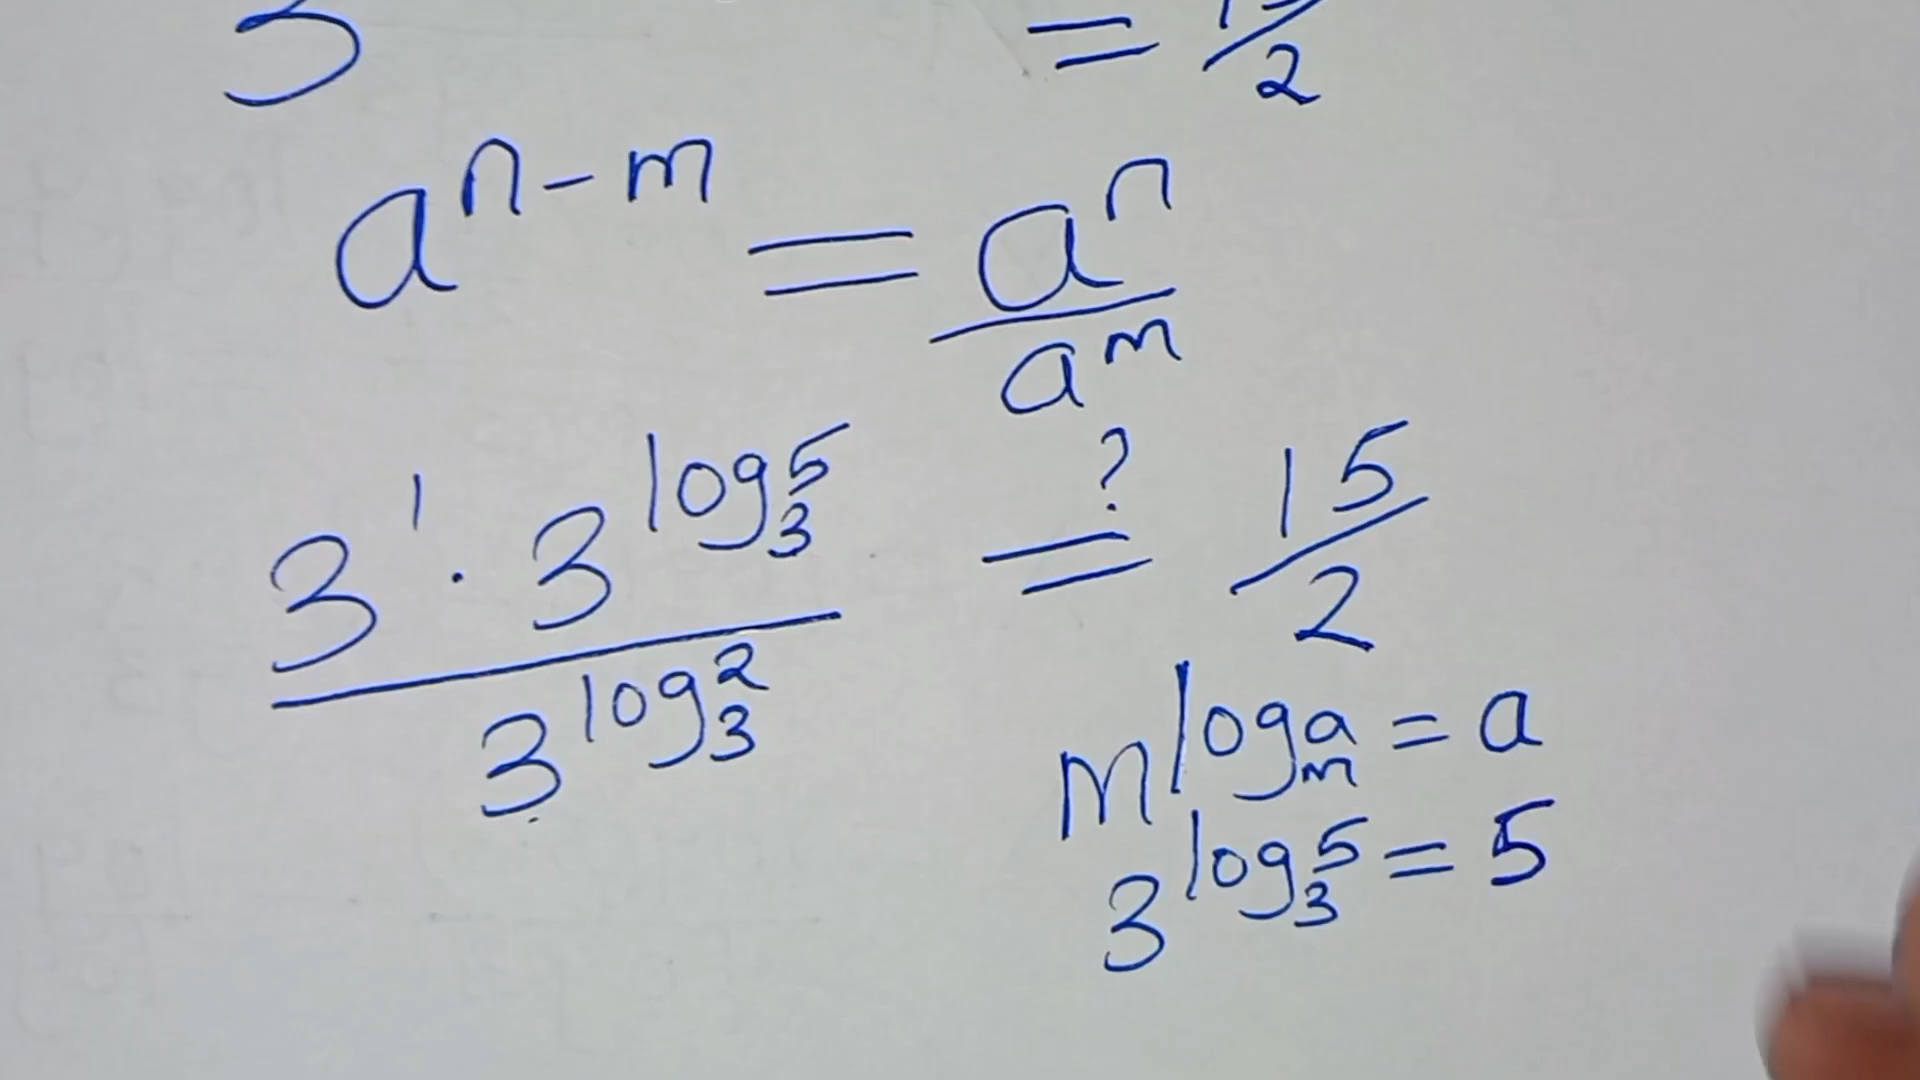 3 = 15/2
a^{n-m} = a^n / a^m
3^1 · 3^{log_3 5} / 3^{log_3 2} =? 15/2
m^{log_m a} = a
3^{log_3 5} = 5